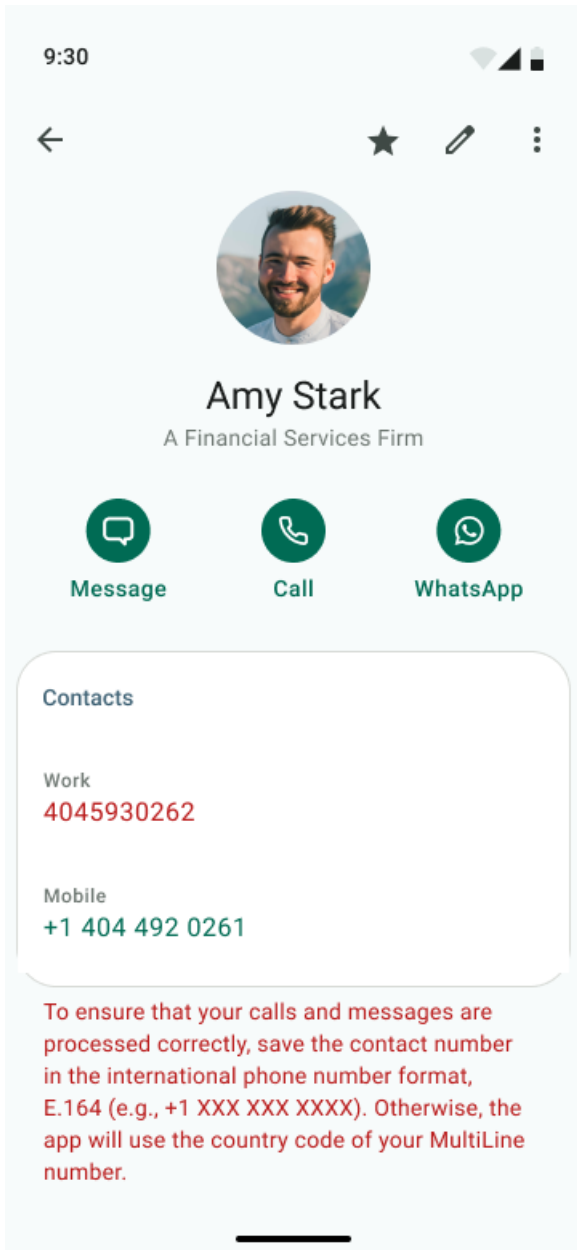 9:30
Amy Stark
A Financial Services Firm
Message
Call
WhatsApp
Contacts
Work
4045930262
Mobile
+1 404 492 0261
To ensure that your calls and messages are
processed correctly, save the contact number
in the international phone number format,
E.164 (e.g., +1 XXX XXX XXXX). Otherwise, the
app will use the country code of your MultiLine
number.